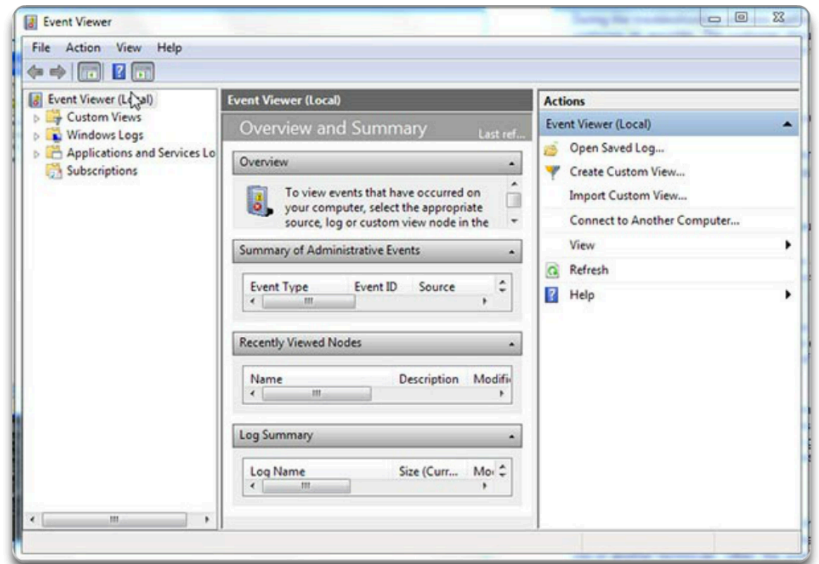 Event Viewer
File Action View Help
Event Viewer (Local)
Custom Views
Windows Logs
Applications and Services Lo
Subscriptions
Event Viewer (Local)
Overview and Summary Last ref...
Overview
To view events that have occurred on
your computer, select the appropriate
source, log or custom view node in the
Summary of Administrative Events
Event Type Event ID Source
Recently Viewed Nodes
Name Description Modifi
Log Summary
Log Name Size (Curr... Mo
Actions
Event Viewer (Local)
Open Saved Log...
Create Custom View...
Import Custom View...
Connect to Another Computer...
View
Refresh
Help